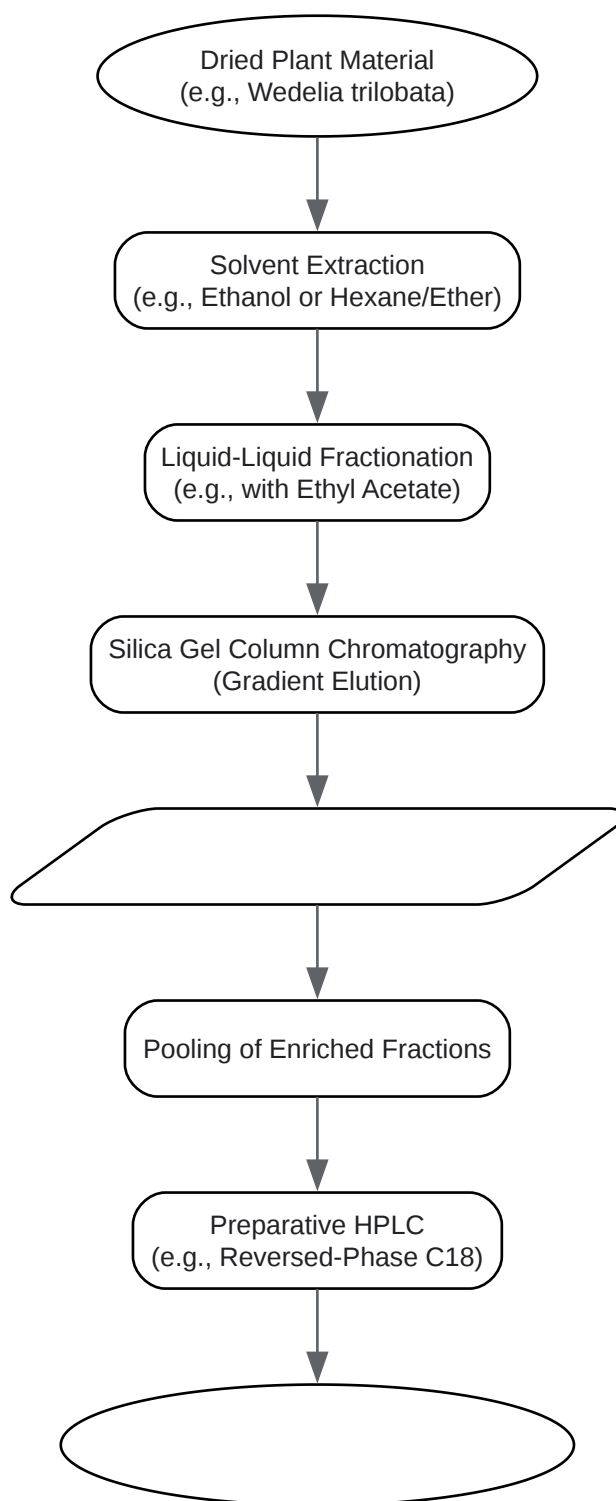 Dried Plant Material
(e.g., Wedelia trilobata)
Solvent Extraction
(e.g., Ethanol or Hexane/Ether)
Liquid-Liquid Fractionation
(e.g., with Ethyl Acetate)
Silica Gel Column Chromatography
(Gradient Elution)
Pooling of Enriched Fractions
Preparative HPLC
(e.g., Reversed-Phase C18)